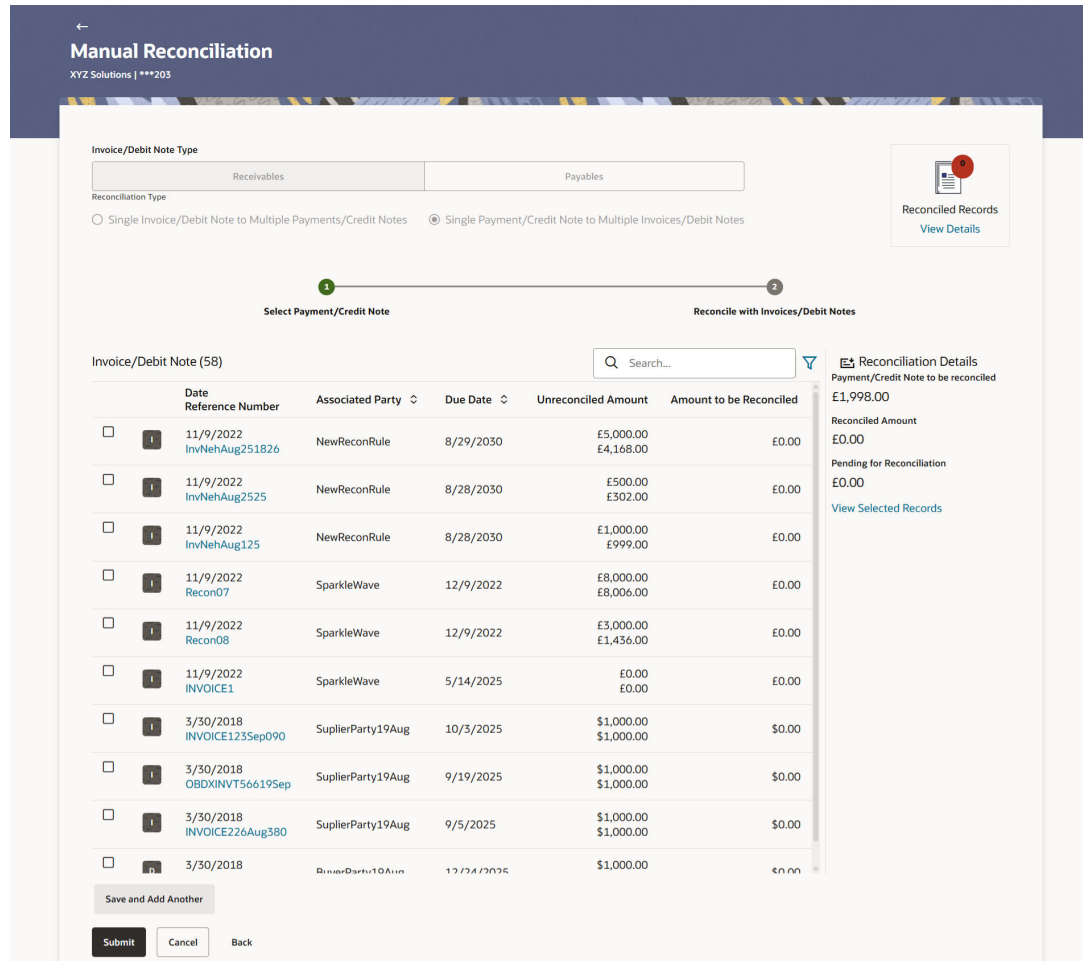 ←
Manual Reconciliation
XYZ Solutions | ***203
Invoice/Debit Note Type
Receivables
Payables
Reconciliation Type
Single Invoice/Debit Note to Multiple Payments/Credit Notes
Single Payment/Credit Note to Multiple Invoices/Debit Notes
0
Reconciled Records
View Details
1
2
Select Payment/Credit Note
Reconcile with Invoices/Debit Notes
Invoice/Debit Note (58)
Search...
Date
Reference Number
Associated Party
Due Date
Unreconciled Amount
Amount to be Reconciled
I
11/9/2022
InvNehAug251826
NewReconRule
8/29/2030
£5,000.00
£4,168.00
£0.00
I
11/9/2022
InvNehAug2525
NewReconRule
8/28/2030
£500.00
£302.00
£0.00
I
11/9/2022
InvNehAug125
NewReconRule
8/28/2030
£1,000.00
£999.00
£0.00
I
11/9/2022
Recon07
SparkleWave
12/9/2022
£8,000.00
£8,006.00
£0.00
I
11/9/2022
Recon08
SparkleWave
12/9/2022
£3,000.00
£1,436.00
£0.00
I
11/9/2022
INVOICE1
SparkleWave
5/14/2025
£0.00
£0.00
£0.00
I
3/30/2018
INVOICE123Sep090
SuplierParty19Aug
10/3/2025
$1,000.00
$1,000.00
$0.00
I
3/30/2018
OBDXINVT56619Sep
SuplierParty19Aug
9/19/2025
$1,000.00
$1,000.00
$0.00
I
3/30/2018
INVOICE226Aug380
SuplierParty19Aug
9/5/2025
$1,000.00
$1,000.00
$0.00
D
3/30/2018
BuyerParty19Aug
12/24/2025
$1,000.00
$0.00
Reconciliation Details
Payment/Credit Note to be reconciled
£1,998.00
Reconciled Amount
£0.00
Pending for Reconciliation
£0.00
View Selected Records
Save and Add Another
Submit
Cancel
Back